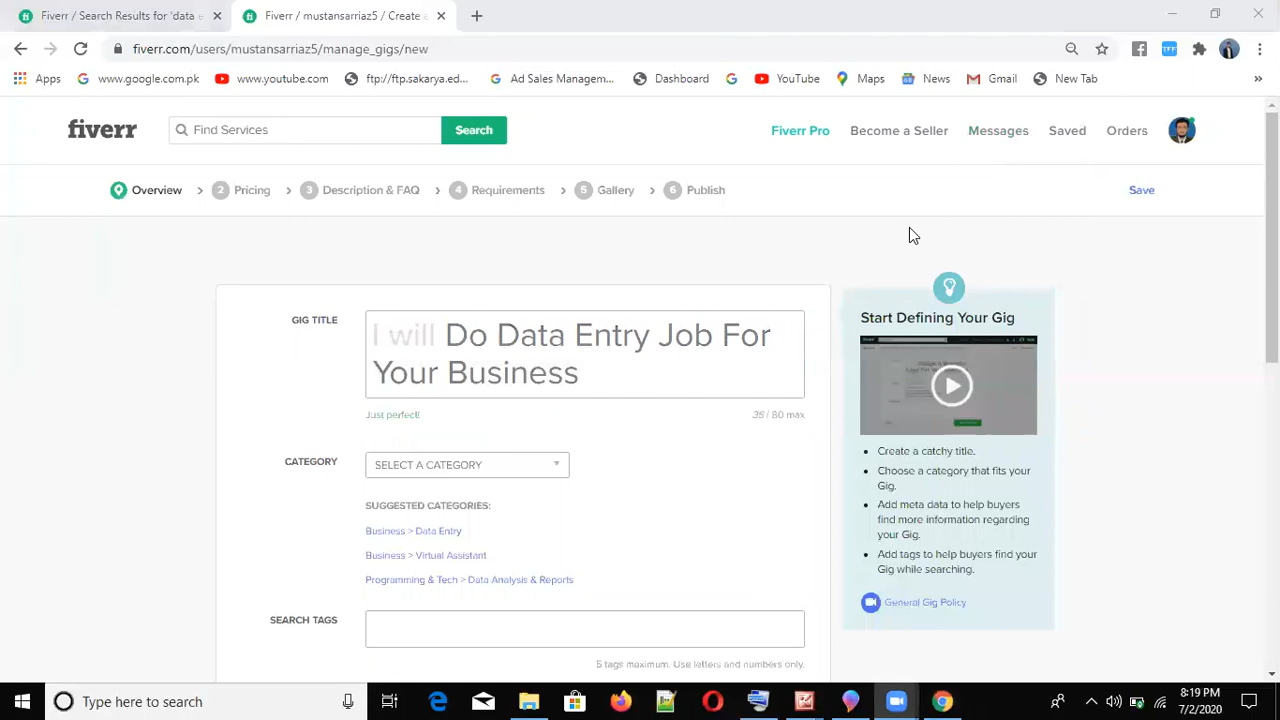 Fiverr / Search Results for 'data e
Fiverr / mustansarriaz5 / Create a
fiverr.com/users/mustansarriaz5/manage_gigs/new
Apps www.google.com.pk www.youtube.com ftp://ftp.sakarya.ed... Ad Sales Managem... Dashboard YouTube Maps News Gmail New Tab
fiverr Find Services Search Fiverr Pro Become a Seller Messages Saved Orders
Overview 2 Pricing 3 Description & FAQ 4 Requirements 5 Gallery 6 Publish Save
GIG TITLE
I will Do Data Entry Job For
Your Business
Just perfect!
35 / 80 max
CATEGORY
SELECT A CATEGORY
SUGGESTED CATEGORIES:
Business > Data Entry
Business > Virtual Assistant
Programming & Tech > Data Analysis & Reports
SEARCH TAGS
5 tags maximum. Use letters and numbers only.
Start Defining Your Gig
Create a catchy title.
Choose a category that fits your
Gig.
Add meta data to help buyers
find more information regarding
your Gig.
Add tags to help buyers find your
Gig while searching.
General Gig Policy
Type here to search
8:19 PM
7/2/2020